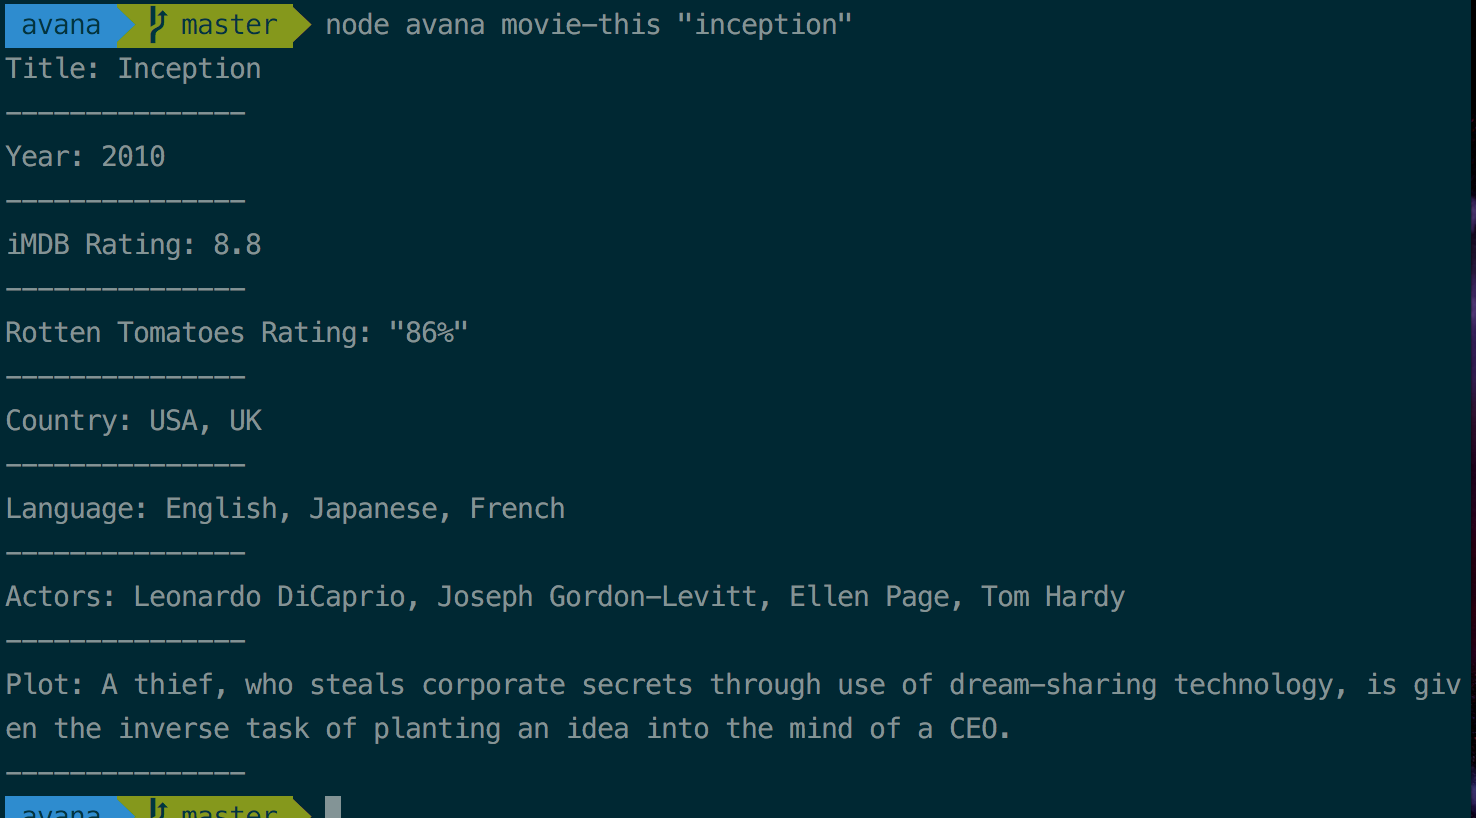 avana master node avana movie-this "inception"
Title: Inception
---------------
Year: 2010
---------------
iMDB Rating: 8.8
---------------
Rotten Tomatoes Rating: "86%"
---------------
Country: USA, UK
---------------
Language: English, Japanese, French
---------------
Actors: Leonardo DiCaprio, Joseph Gordon-Levitt, Ellen Page, Tom Hardy
---------------
Plot: A thief, who steals corporate secrets through use of dream-sharing technology, is giv
en the inverse task of planting an idea into the mind of a CEO.
---------------
avana master